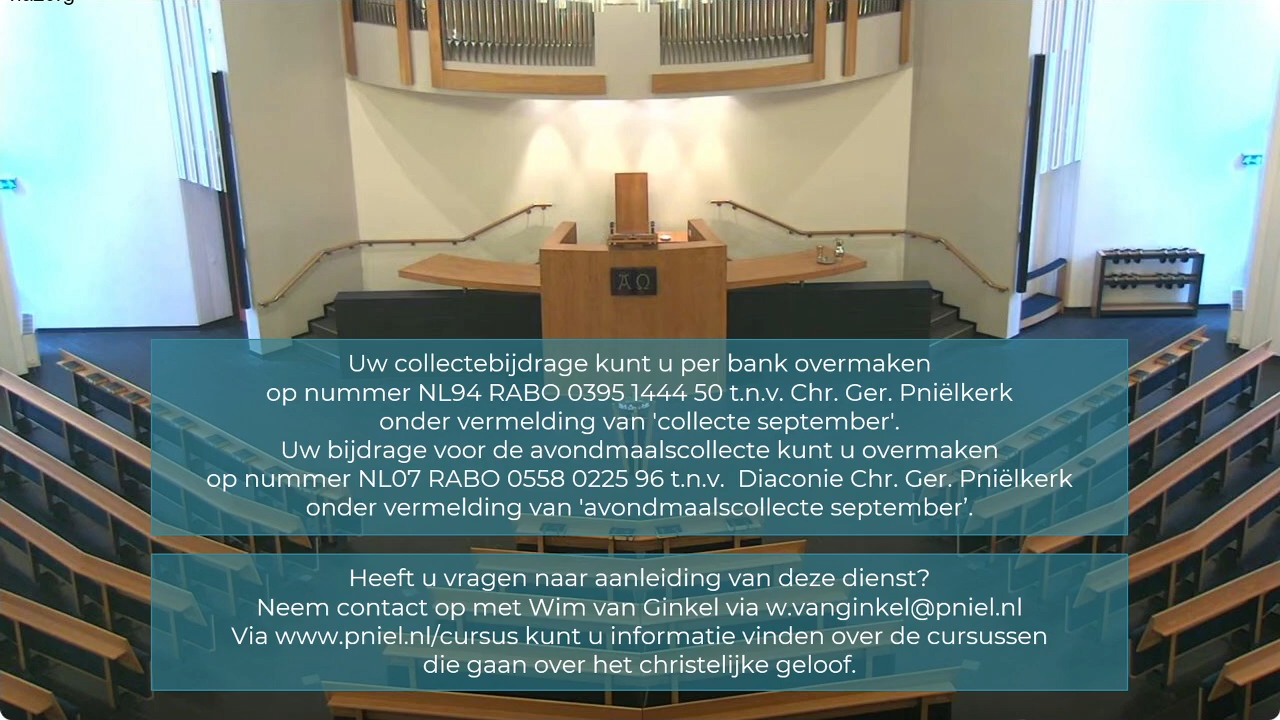 Uw collectebijdrage kunt u per bank overmaken
op nummer NL94 RABO 0395 1444 50 t.n.v. Chr. Ger. Pniëlkerk
onder vermelding van 'collecte september'.
Uw bijdrage voor de avondmaalscollecte kunt u overmaken
op nummer NL07 RABO 0558 0225 96 t.n.v.  Diaconie Chr. Ger. Pniëlkerk
onder vermelding van 'avondmaalscollecte september’.
Heeft u vragen naar aanleiding van deze dienst?
Neem contact op met Wim van Ginkel via w.vanginkel@pniel.nl
Via www.pniel.nl/cursus kunt u informatie vinden over de cursussen
die gaan over het christelijke geloof.
Α Ω